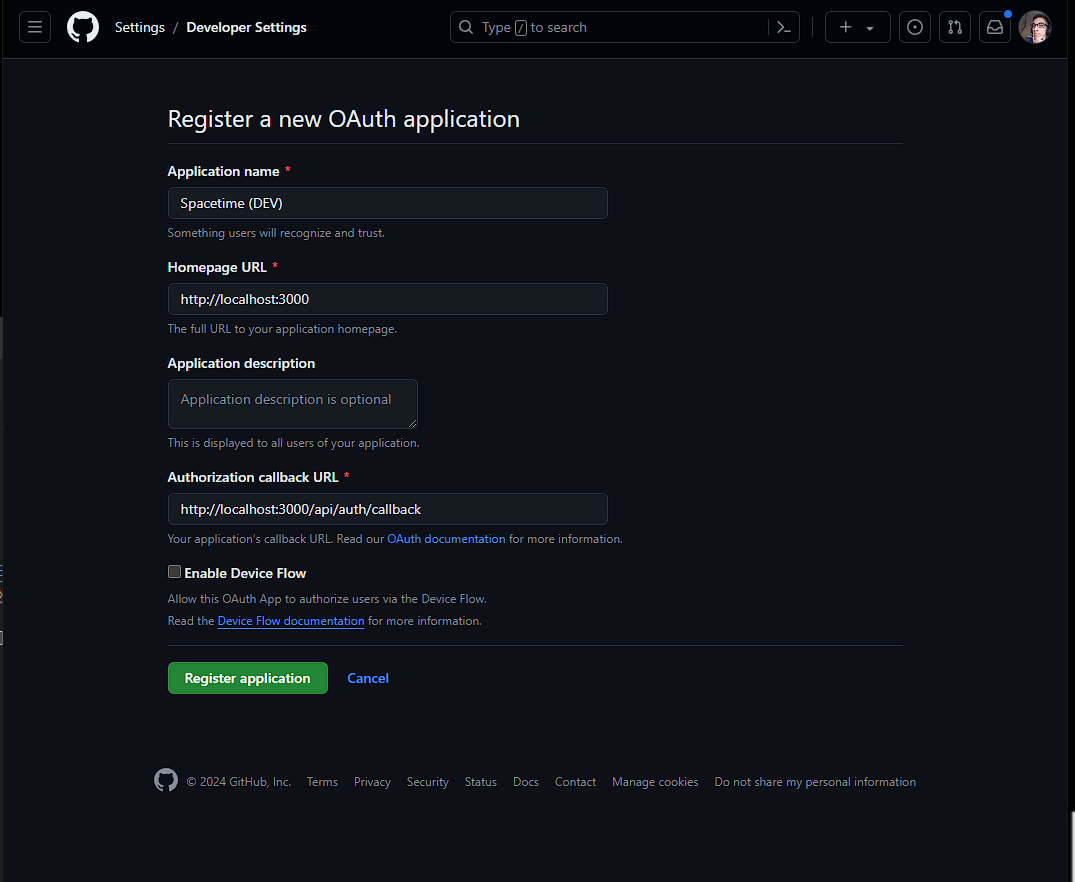 Settings / Developer Settings
Type / to search
Register a new OAuth application
Application name *
Spacetime (DEV)
Something users will recognize and trust.
Homepage URL *
http://localhost:3000
The full URL to your application homepage.
Application description
Application description is optional
This is displayed to all users of your application.
Authorization callback URL *
http://localhost:3000/api/auth/callback
Your application's callback URL. Read our OAuth documentation for more information.
Enable Device Flow
Allow this OAuth App to authorize users via the Device Flow.
Read the Device Flow documentation for more information.
Register application Cancel
© 2024 GitHub, Inc. Terms Privacy Security Status Docs Contact Manage cookies Do not share my personal information